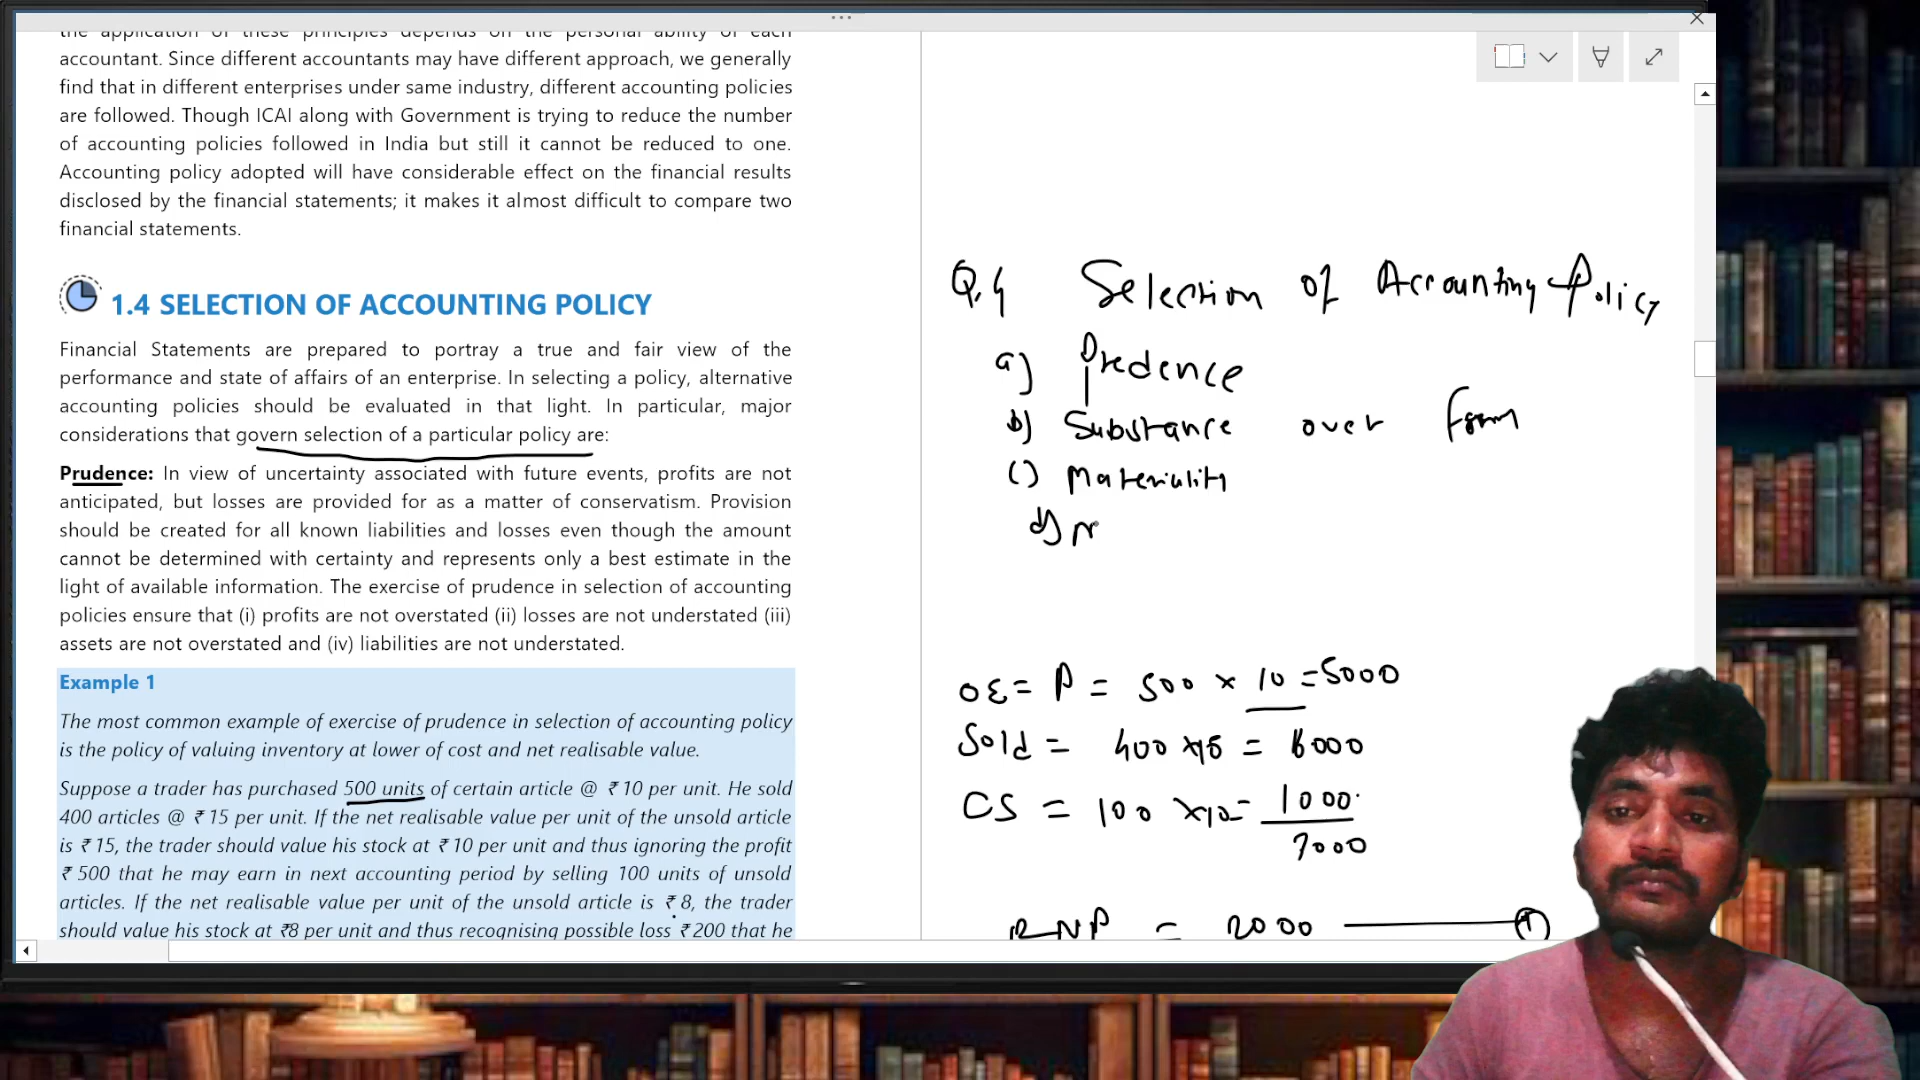 the application of these principles depends on the personal ability of each
accountant. Since different accountants may have different approach, we generally
find that in different enterprises under same industry, different accounting policies
are followed. Though ICAI along with Government is trying to reduce the number
of accounting policies followed in India but still it cannot be reduced to one.
Accounting policy adopted will have considerable effect on the financial results
disclosed by the financial statements; it makes it almost difficult to compare two
financial statements.
1.4 SELECTION OF ACCOUNTING POLICY
Financial Statements are prepared to portray a true and fair view of the
performance and state of affairs of an enterprise. In selecting a policy, alternative
accounting policies should be evaluated in that light. In particular, major
considerations that govern selection of a particular policy are:
Prudence: In view of uncertainty associated with future events, profits are not
anticipated, but losses are provided for as a matter of conservatism. Provision
should be created for all known liabilities and losses even though the amount
cannot be determined with certainty and represents only a best estimate in the
light of available information. The exercise of prudence in selection of accounting
policies ensure that (i) profits are not overstated (ii) losses are not understated (iii)
assets are not overstated and (iv) liabilities are not understated.
Example 1
The most common example of exercise of prudence in selection of accounting policy
is the policy of valuing inventory at lower of cost and net realisable value.
Suppose a trader has purchased 500 units of certain article @ ₹ 10 per unit. He sold
400 articles @ ₹ 15 per unit. If the net realisable value per unit of the unsold article
is ₹ 15, the trader should value his stock at ₹ 10 per unit and thus ignoring the profit
₹ 500 that he may earn in next accounting period by selling 100 units of unsold
articles. If the net realisable value per unit of the unsold article is ₹ 8, the trader
should value his stock at ₹8 per unit and thus recognising possible loss ₹ 200 that he
Q.4 Selection of Accounting Policy
a) Predence
b) Substance over form
c) Materiality
d)
OE = P = 500 × 10 = 5000
Sold = 400 × 15 = 6000
CS = 100 × 10 = 1000
7000
= 2000 1